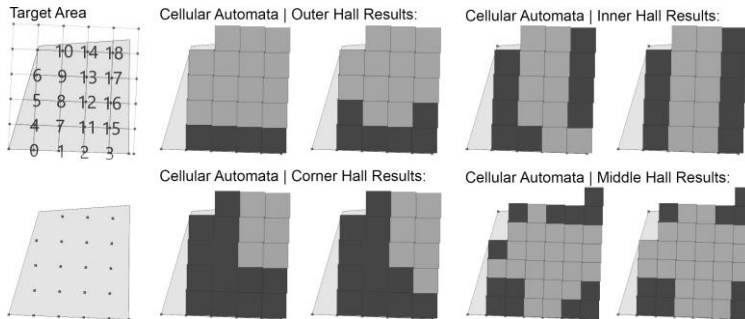 Target Area
Cellular Automata | Outer Hall Results:
Cellular Automata | Inner Hall Results:
10 14 18
6 9 13 17
5 8 12 16
4 7 11 15
0 1 2 3
Cellular Automata | Corner Hall Results:
Cellular Automata | Middle Hall Results: